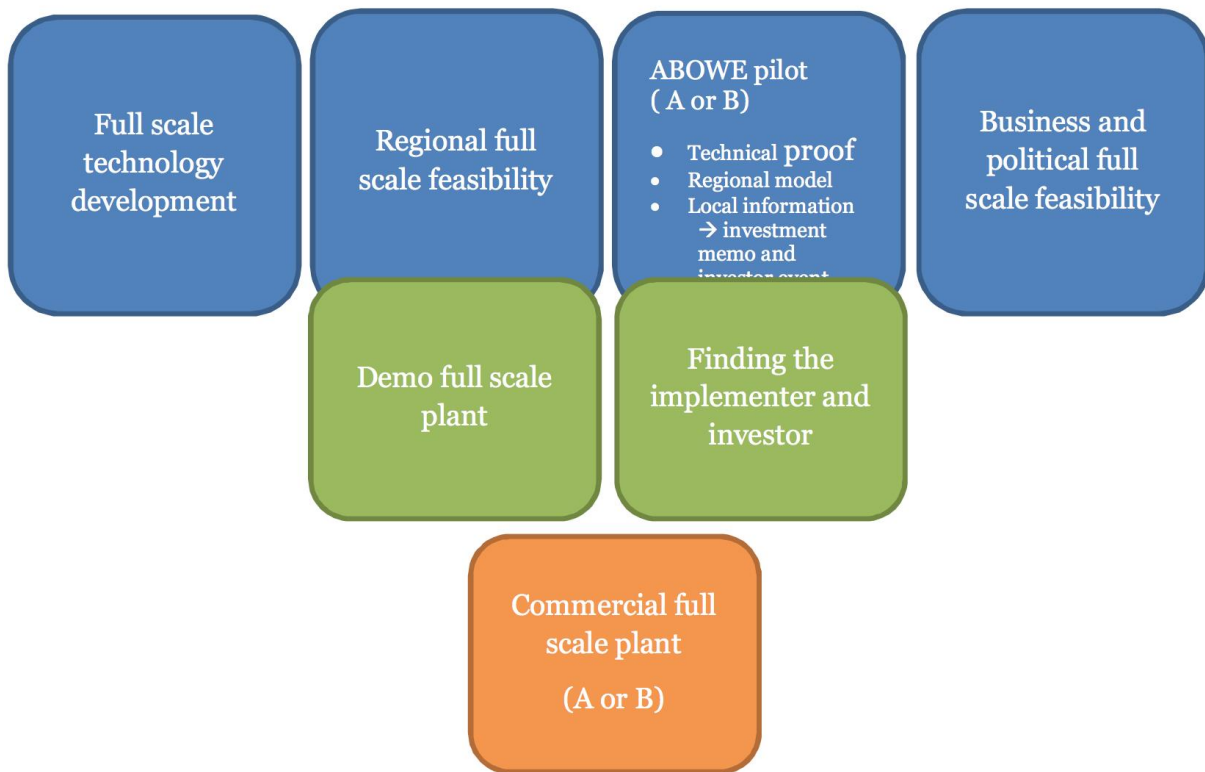 Full scale
technology
development
Regional full
scale feasibility
ABOWE pilot
( A or B)
● Technical proof
● Regional model
● Local information
→ investment
memo and
investor event
Business and
political full
scale feasibility
Demo full scale
plant
Finding the
implementer and
investor
Commercial full
scale plant
(A or B)